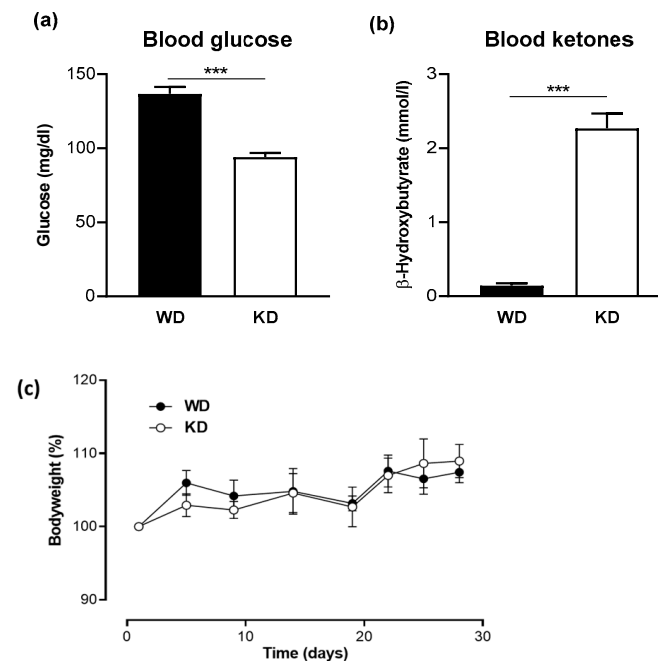 (a)
Blood glucose
150
100
50
0
Glucose (mg/dl)
***
WD
KD
(b)
Blood ketones
3
2
1
0
β-Hydroxybutyrate (mmol/l)
***
WD
KD
(c)
120
110
100
90
Bodyweight (%)
WD
KD
0
10
20
30
Time (days)